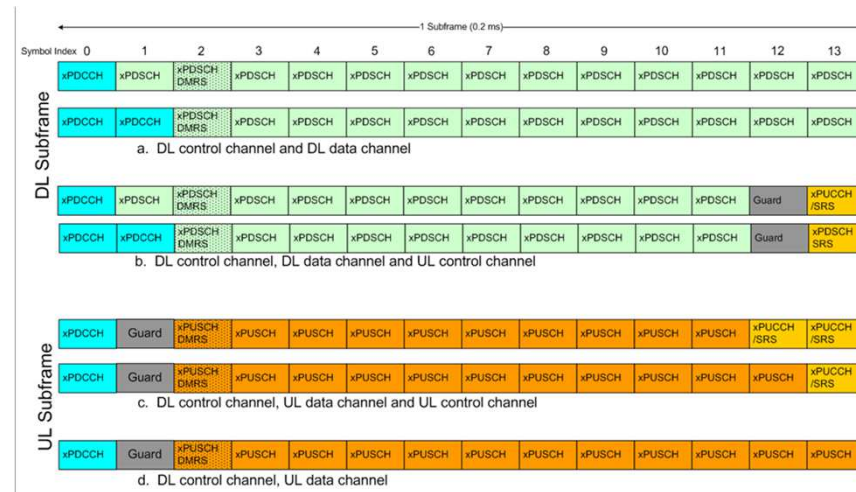 1 Subframe (0.2 ms)
Symbol Index 0 1 2 3 4 5 6 7 8 9 10 11 12 13
DL Subframe
xPDCCH xPDSCH xPDSCH DMRS xPDSCH xPDSCH xPDSCH xPDSCH xPDSCH xPDSCH xPDSCH xPDSCH xPDSCH xPDSCH xPDSCH
xPDCCH xPDCCH xPDSCH DMRS xPDSCH xPDSCH xPDSCH xPDSCH xPDSCH xPDSCH xPDSCH xPDSCH xPDSCH xPDSCH xPDSCH
a. DL control channel and DL data channel
xPDCCH xPDSCH xPDSCH DMRS xPDSCH xPDSCH xPDSCH xPDSCH xPDSCH xPDSCH xPDSCH xPDSCH xPDSCH Guard xPUCCH /SRS
xPDCCH xPDCCH xPDSCH DMRS xPDSCH xPDSCH xPDSCH xPDSCH xPDSCH xPDSCH xPDSCH xPDSCH xPDSCH Guard xPDSCH SRS
b. DL control channel, DL data channel and UL control channel
UL Subframe
xPDCCH Guard xPUSCH DMRS xPUSCH xPUSCH xPUSCH xPUSCH xPUSCH xPUSCH xPUSCH xPUSCH xPUSCH xPUCCH /SRS xPUCCH /SRS
xPDCCH Guard xPUSCH DMRS xPUSCH xPUSCH xPUSCH xPUSCH xPUSCH xPUSCH xPUSCH xPUSCH xPUSCH xPUSCH xPUCCH /SRS
c. DL control channel, UL data channel and UL control channel
xPDCCH Guard xPUSCH DMRS xPUSCH xPUSCH xPUSCH xPUSCH xPUSCH xPUSCH xPUSCH xPUSCH xPUSCH xPUSCH xPUSCH
d. DL control channel, UL data channel